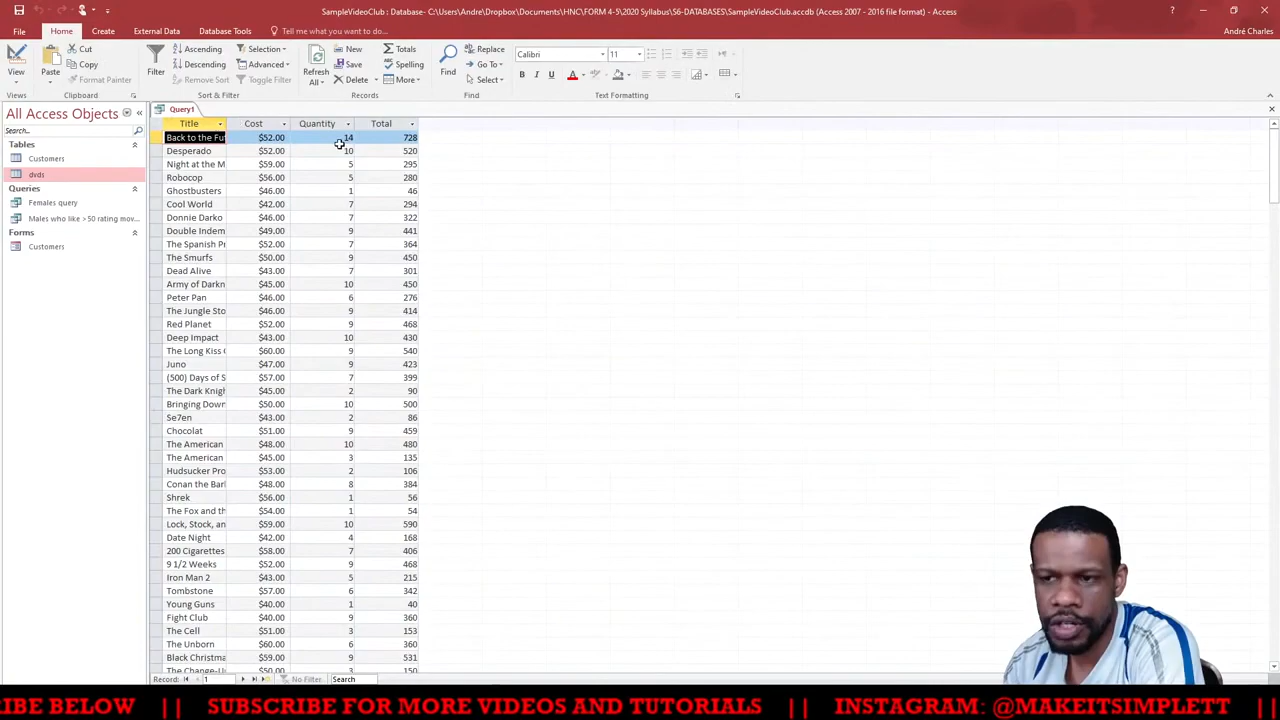 SampleVideoClub : Database- C:\Users\Andre\Dropbox\Documents\HNC\FORM 4-5\2020 Syllabus\S6-DATABASES\SampleVideoClub.accdb (Access 2007 - 2016 file format) - Access
File Home Create External Data Database Tools Tell me what you want to do... André Charles
View Paste Cut Copy Format Painter Filter Ascending Descending Remove Sort Selection Advanced Toggle Filter Refresh All New Save Delete Totals Spelling More Find Replace Go To Select Calibri 11 B I U A
Views Clipboard Sort & Filter Records Find Text Formatting
All Access Objects
Search...
Tables
Customers
dvds
Queries
Females query
Males who like > 50 rating mov...
Forms
Customers
Query1
Title Cost Quantity Total
Back to the Fut $52.00 14 728
Desperado $52.00 10 520
Night at the M $59.00 5 295
Robocop $56.00 5 280
Ghostbusters $46.00 1 46
Cool World $42.00 7 294
Donnie Darko $46.00 7 322
Double Indem $49.00 9 441
The Spanish Pr $52.00 7 364
The Smurfs $50.00 9 450
Dead Alive $43.00 7 301
Army of Darkn $45.00 10 450
Peter Pan $46.00 6 276
The Jungle Sto $46.00 9 414
Red Planet $52.00 9 468
Deep Impact $43.00 10 430
The Long Kiss $60.00 9 540
Juno $47.00 9 423
(500) Days of S $57.00 7 399
The Dark Knigh $45.00 2 90
Bringing Down $50.00 10 500
Se7en $43.00 2 86
Chocolat $51.00 9 459
The American $48.00 10 480
The American $45.00 3 135
Hudsucker Pro $53.00 2 106
Conan the Bar $48.00 8 384
Shrek $56.00 1 56
The Fox and th $54.00 1 54
Lock, Stock, an $59.00 10 590
Date Night $42.00 4 168
200 Cigarettes $58.00 7 406
9 1/2 Weeks $52.00 9 468
Iron Man 2 $43.00 5 215
Tombstone $57.00 6 342
Young Guns $40.00 1 40
Fight Club $40.00 9 360
The Cell $51.00 3 153
The Unborn $60.00 6 360
Black Christma $59.00 9 531
The Change-U $50.00 3 150
Record: 1 No Filter Search
RIBE BELOW || SUBSCRIBE FOR MORE VIDEOS AND TUTORIALS || INSTAGRAM: @MAKEITSIMPLETT ||